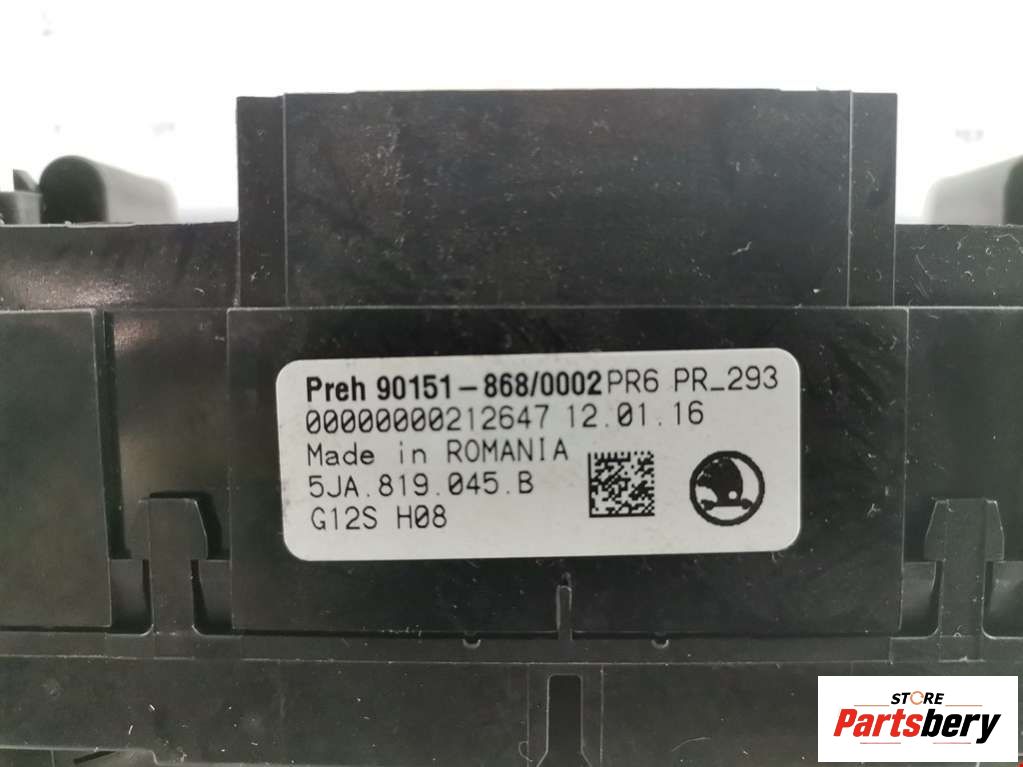 Preh 90151-868/0002 PR6 PR_293
00000000212647 12.01.16
Made in ROMANIA
5JA.819.045.B
G12S H08
STORE
Partsbery